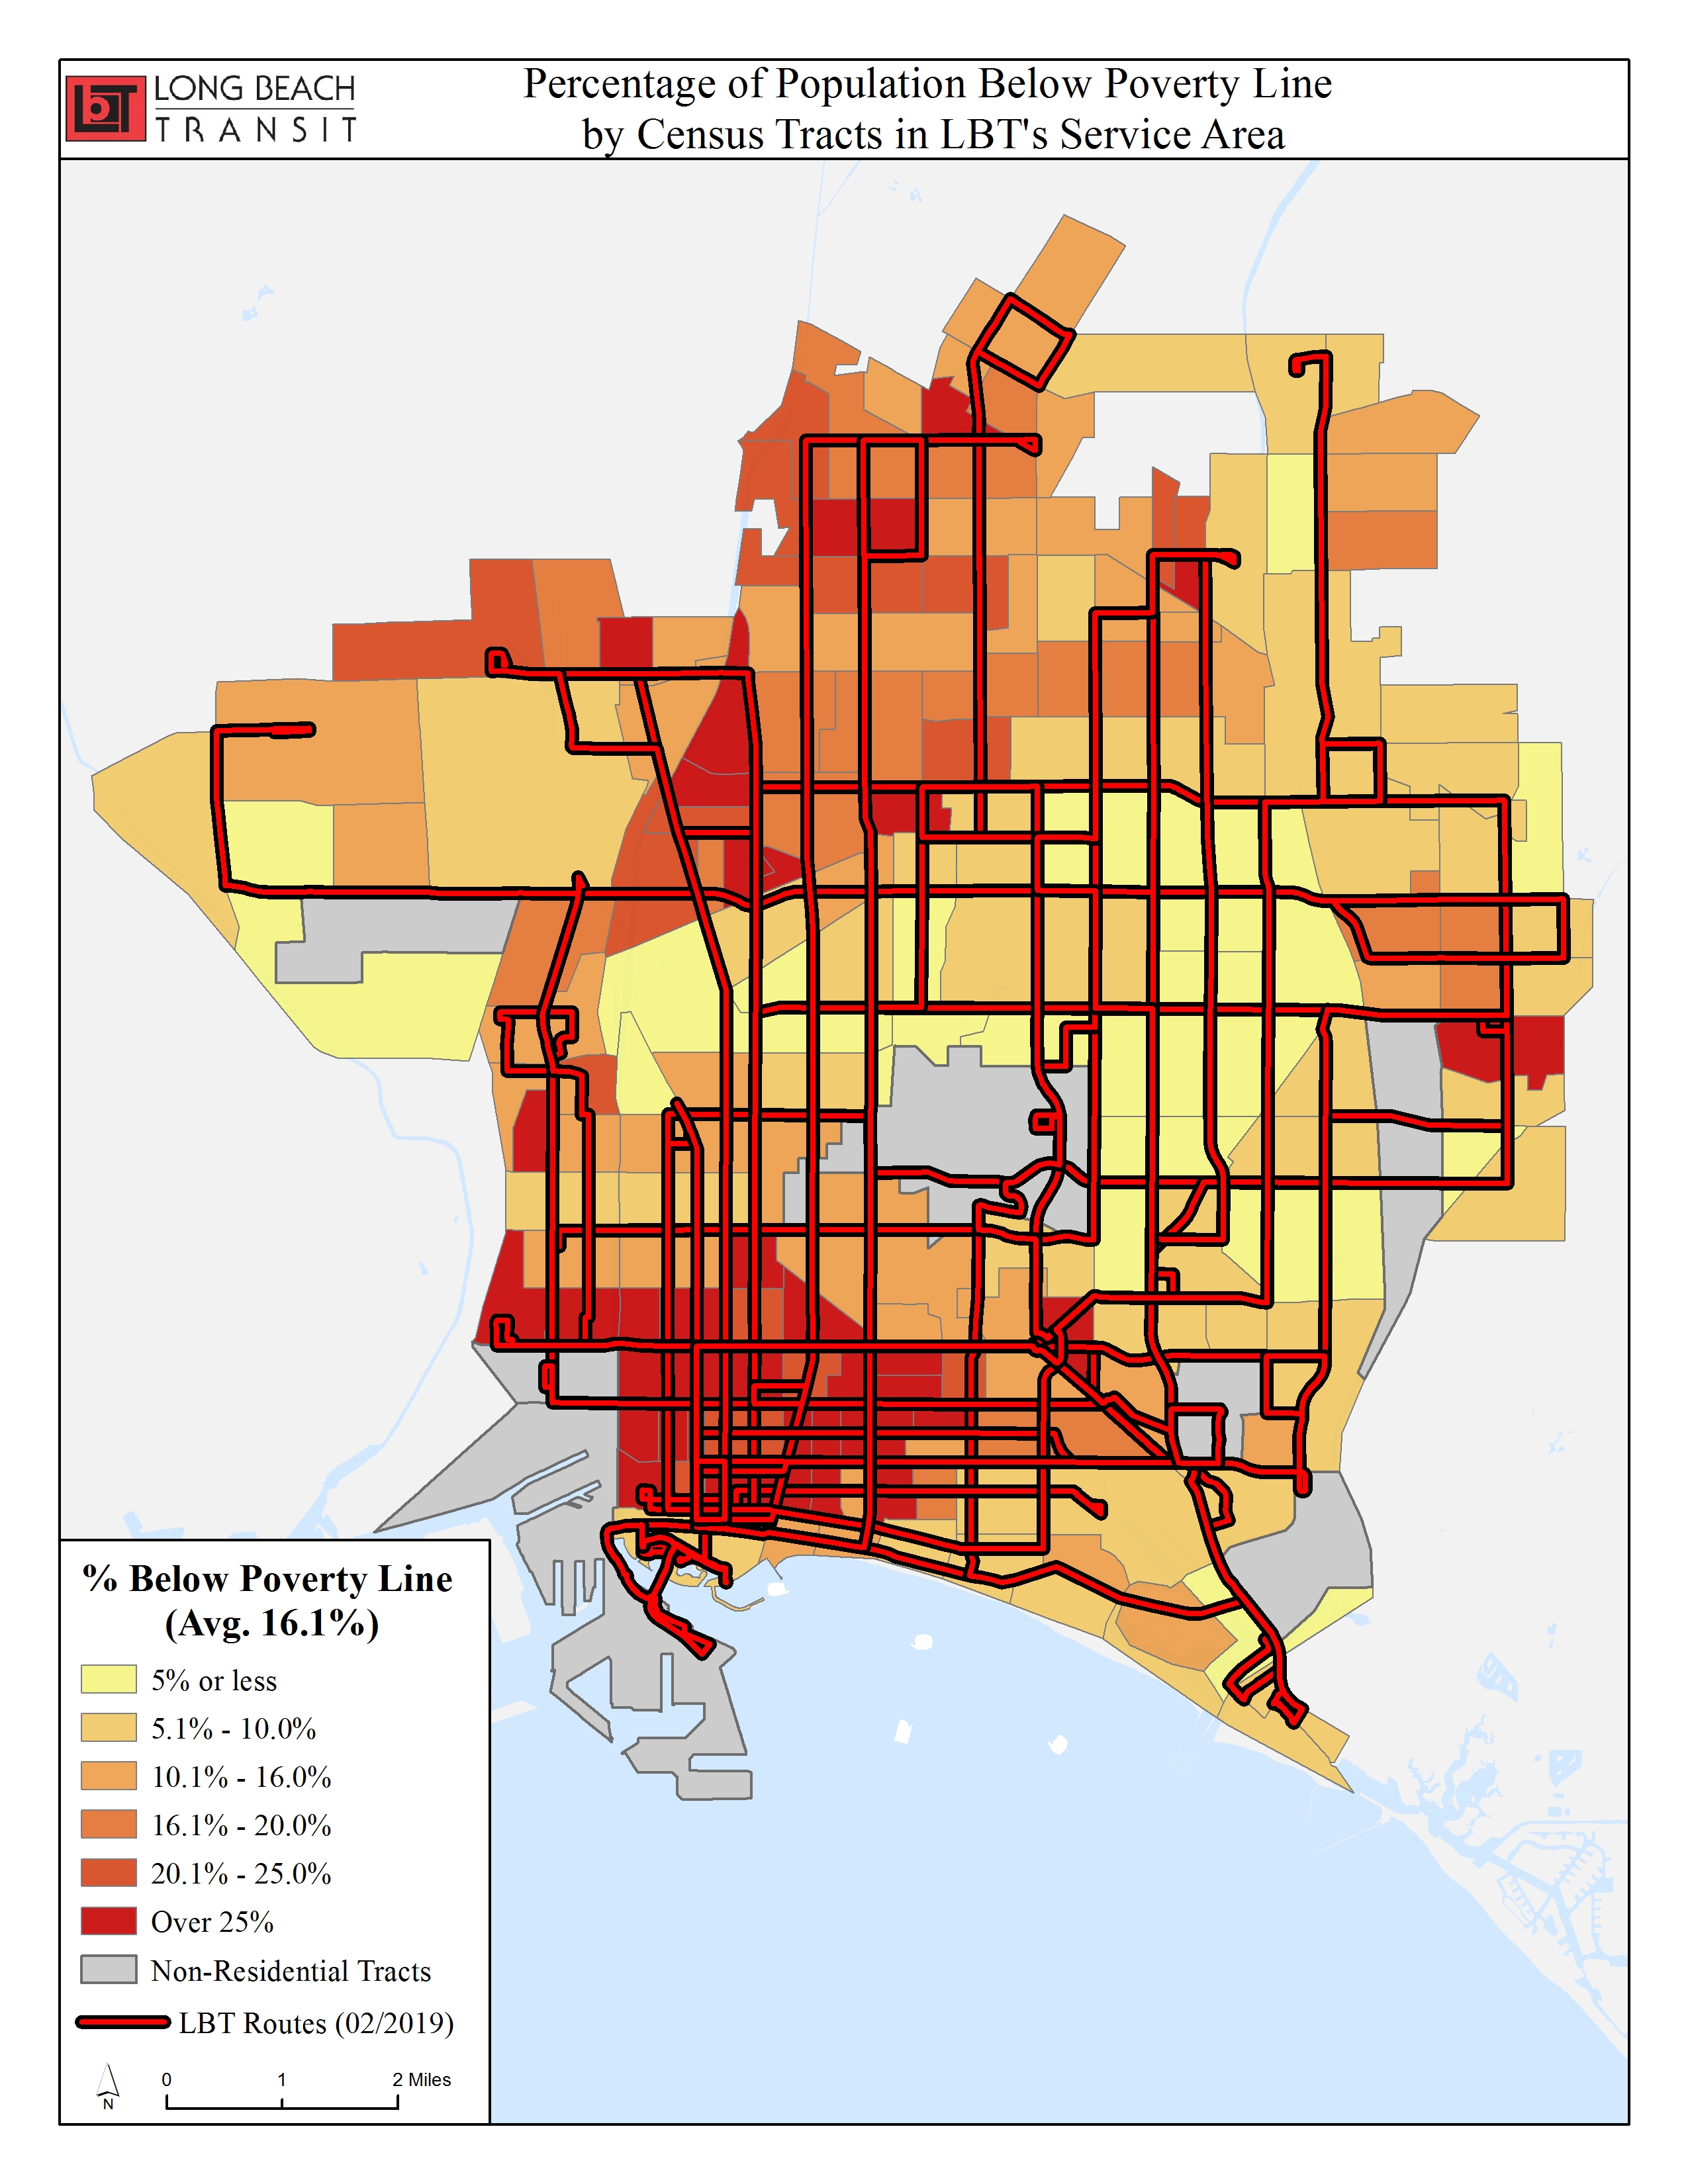 LBT LONG BEACH
TRANSIT
Percentage of Population Below Poverty Line
by Census Tracts in LBT's Service Area
% Below Poverty Line
(Avg. 16.1%)
5% or less
5.1% - 10.0%
10.1% - 16.0%
16.1% - 20.0%
20.1% - 25.0%
Over 25%
Non-Residential Tracts
LBT Routes (02/2019)
N
0 1 2 Miles